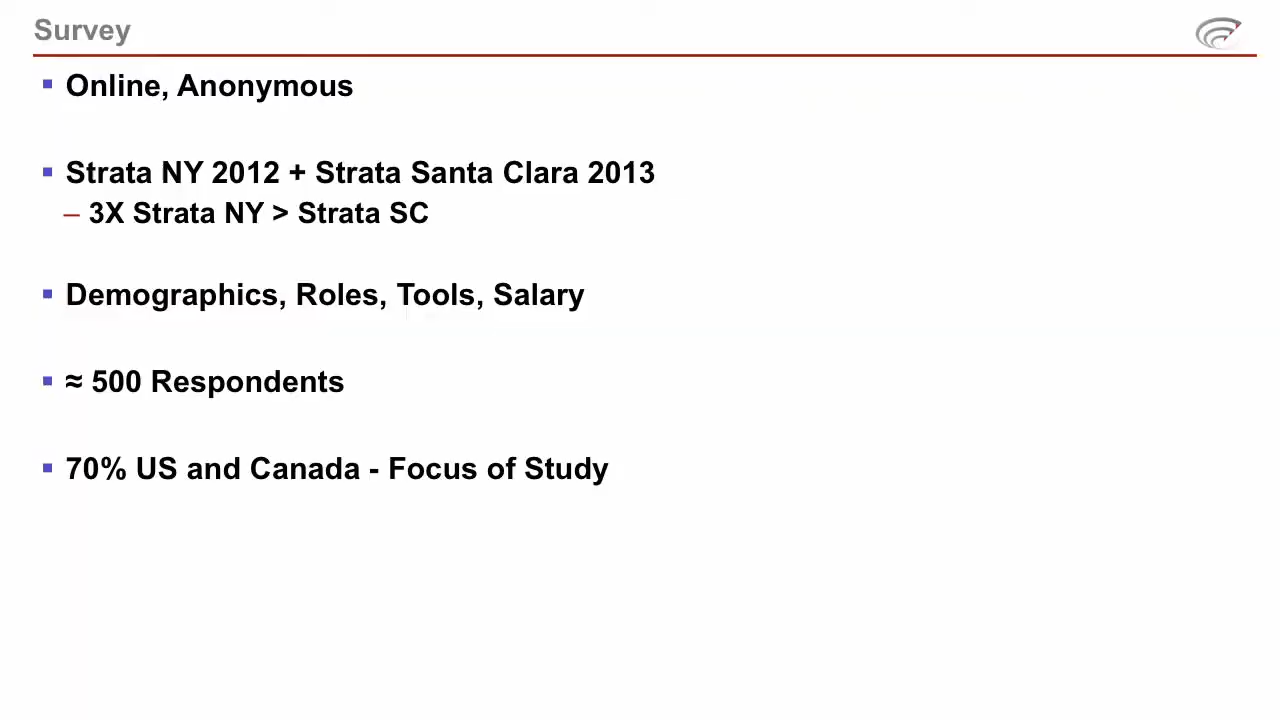 Survey
▪ Online, Anonymous
▪ Strata NY 2012 + Strata Santa Clara 2013
– 3X Strata NY > Strata SC
▪ Demographics, Roles, Tools, Salary
▪ ≈ 500 Respondents
▪ 70% US and Canada - Focus of Study